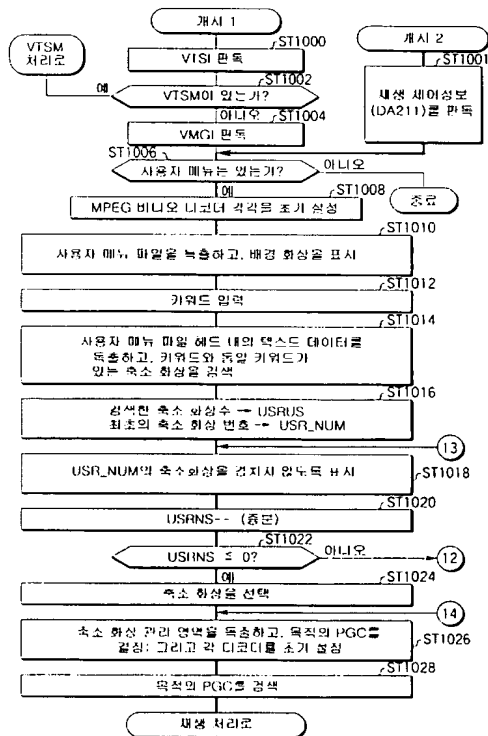 개시 1
개시 2
VTSM
처리로
ST1000
VTSI 판독
ST1001
재생 제어정보
(DA211)를 판독
ST1002
예
VTSM이 있는가?
아니오
ST1004
VMGI 판독
ST1006
사용자 메뉴는 있는가?
아니오
종료
예
ST1008
MPEG 비디오 디코더 각각을 초기 설정
ST1010
사용자 메뉴 파일을 독출하고, 배경 화상을 표시
ST1012
키워드 입력
ST1014
사용자 메뉴 파일 헤드 내의 텍스트 데이터를
독출하고, 키워드와 동일 키워드가
있는 축소 화상을 검색
ST1016
검색한 축소 화상수 → USRUS
최초의 축소 화상 번호 → USR_NUM
13
USR_NUM의 축소화상을 겹치지 않도록 표시
ST1018
ST1020
USRNS-- (증분)
ST1022
USRNS ≤ 0?
아니오
12
예
ST1024
축소 화상을 선택
14
축소 화상 관리 영역을 독출하고, 목적의 PGC를
결정; 그리고 각 디코더를 초기 설정
ST1026
ST1028
목적의 PGC를 검색
재생 처리로